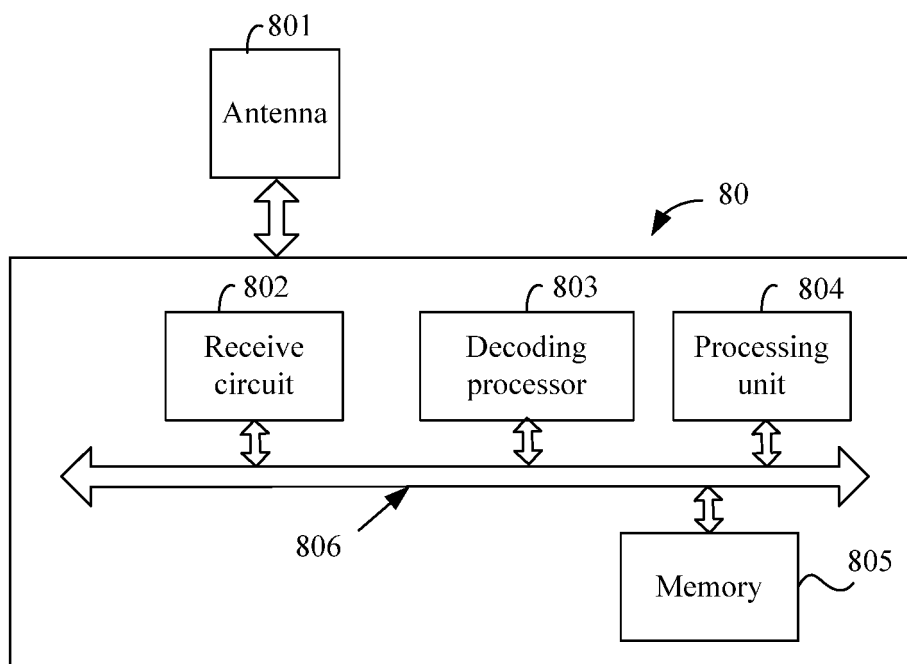 801
Antenna
80
802
Receive
circuit
803
Decoding
processor
804
Processing
unit
806
Memory
805